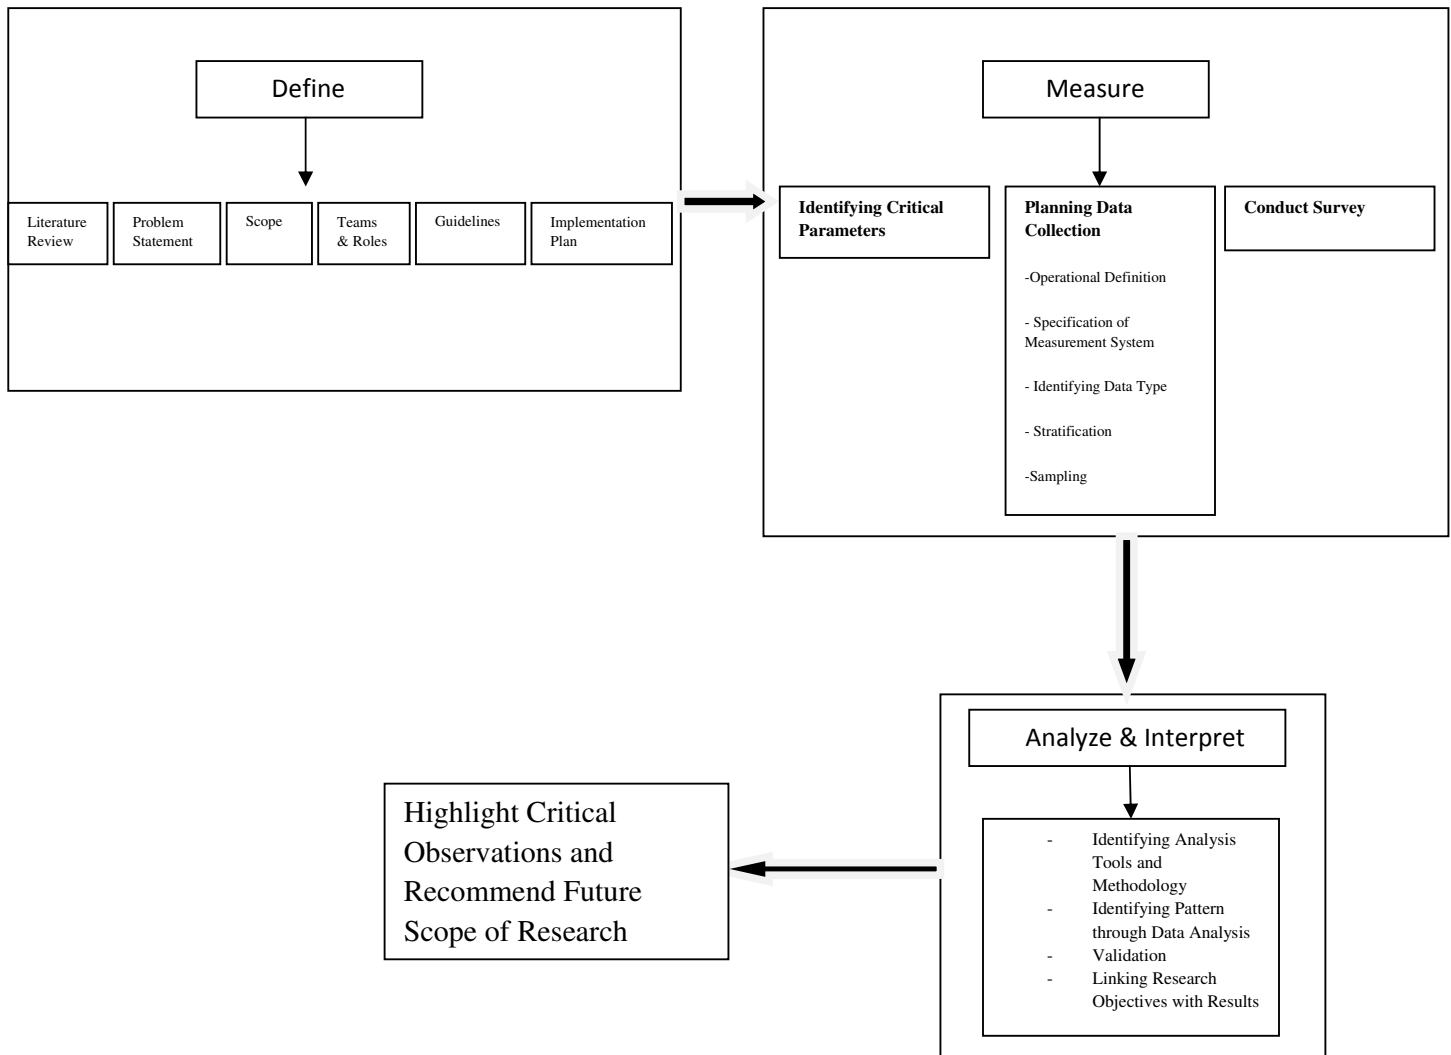 Define
Literature
Review
Problem
Statement
Scope
Teams
& Roles
Guidelines
Implementation
Plan
Measure
Identifying Critical
Parameters
Planning Data
Collection
-Operational Definition
- Specification of
Measurement System
- Identifying Data Type
- Stratification
-Sampling
Conduct Survey
Analyze & Interpret
- Identifying Analysis
Tools and
Methodology
- Identifying Pattern
through Data Analysis
- Validation
- Linking Research
Objectives with Results
Highlight Critical
Observations and
Recommend Future
Scope of Research